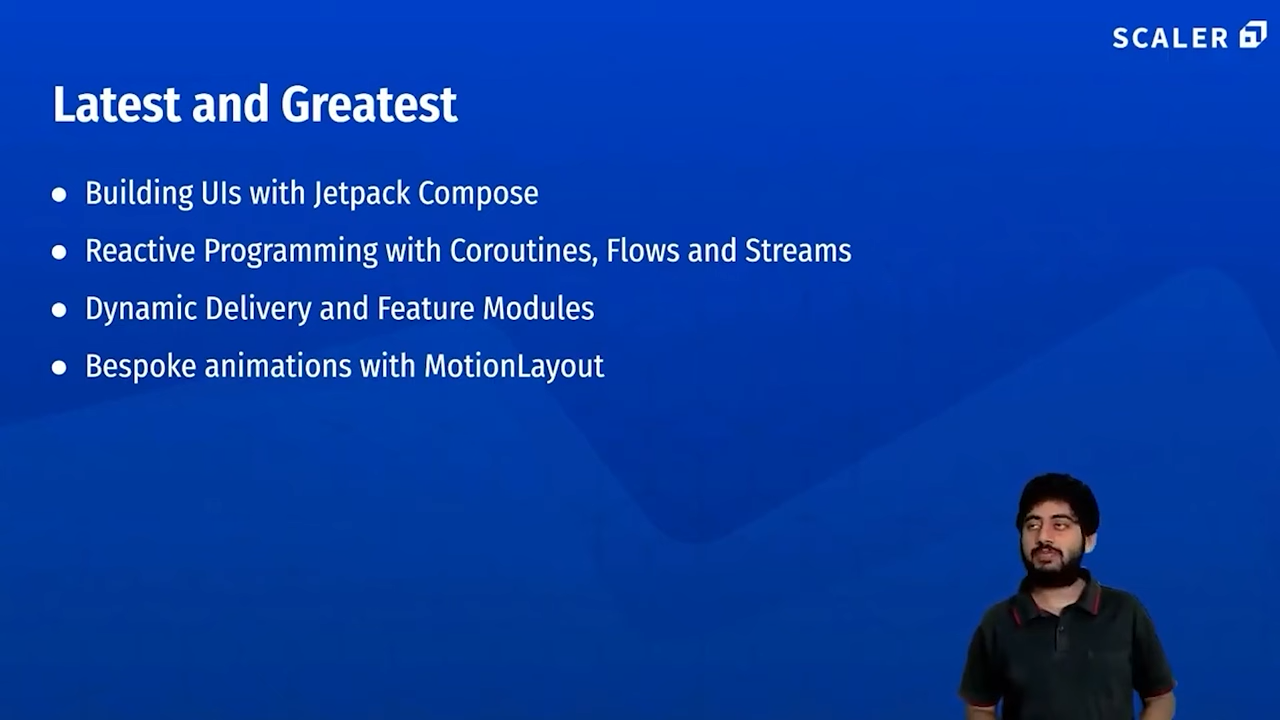 SCALER
Latest and Greatest
● Building UIs with Jetpack Compose
● Reactive Programming with Coroutines, Flows and Streams
● Dynamic Delivery and Feature Modules
● Bespoke animations with MotionLayout